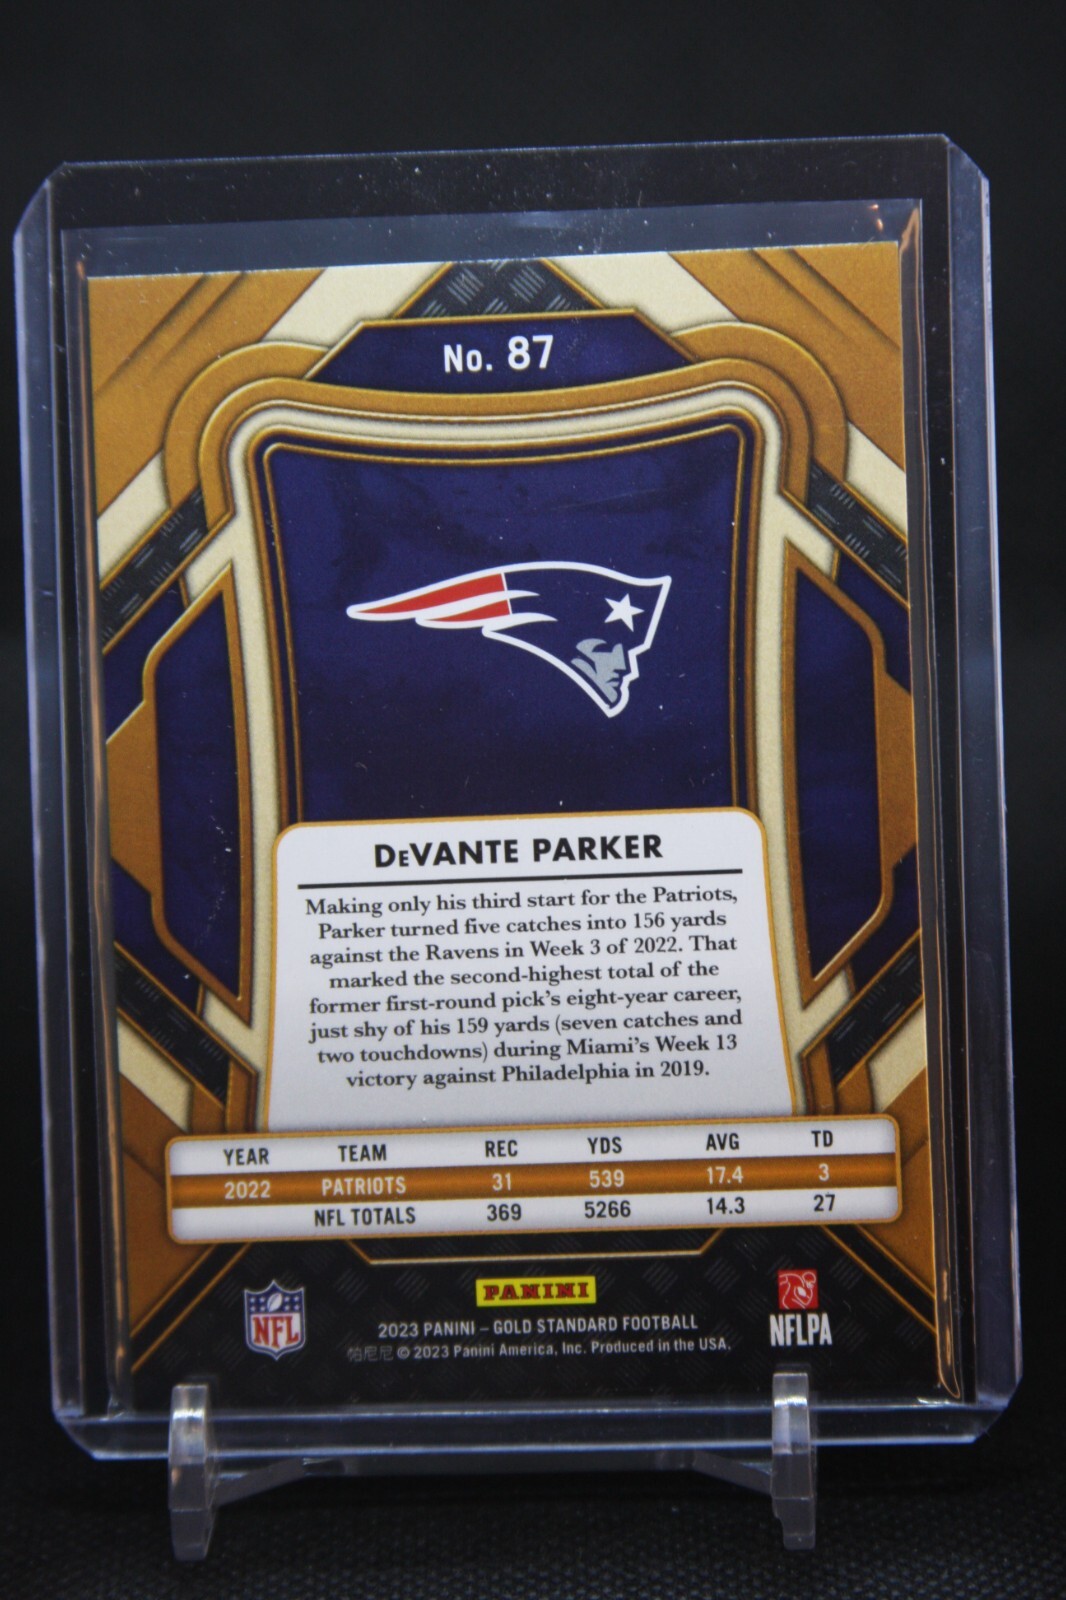 No. 87
DeVANTE PARKER
Making only his third start for the Patriots,
Parker turned five catches into 156 yards
against the Ravens in Week 3 of 2022. That
marked the second-highest total of the
former first-round pick's eight-year career,
just shy of his 159 yards (seven catches and
two touchdowns) during Miami's Week 13
victory against Philadelphia in 2019.
YEAR TEAM REC YDS AVG TD
2022 PATRIOTS 31 539 17.4 3
NFL TOTALS 369 5266 14.3 27
NFL
PANINI
NFLPA
2023 PANINI – GOLD STANDARD FOOTBALL
帕尼尼 © 2023 Panini America, Inc. Produced in the USA.